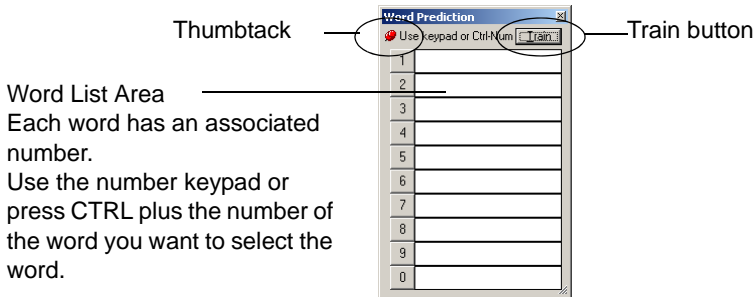 Thumbtack
Train button
Word Prediction
Use keypad or Ctrl-Num Train
Word List Area
Each word has an associated
number.
Use the number keypad or
press CTRL plus the number of
the word you want to select the
word.
1
2
3
4
5
6
7
8
9
0